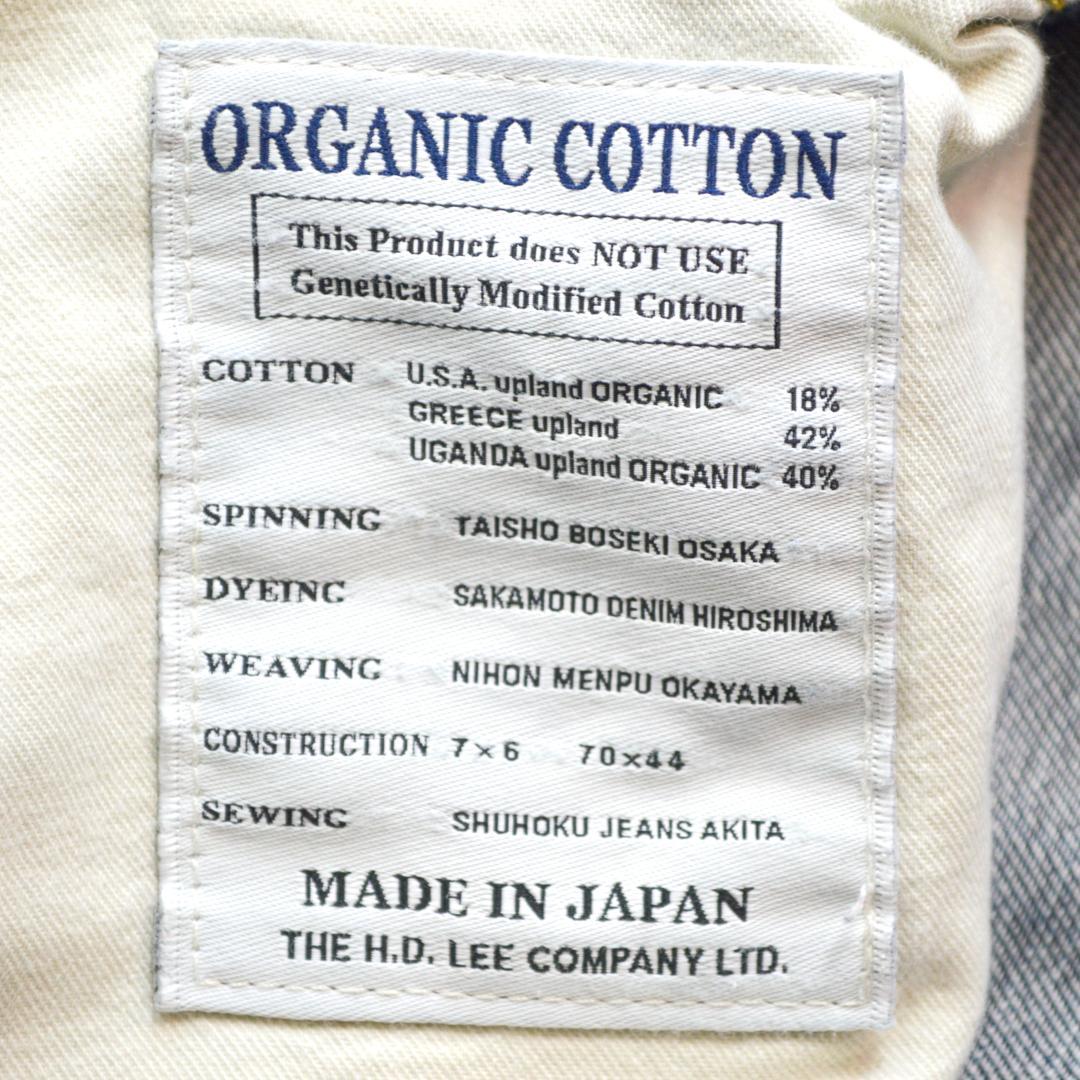 ORGANIC COTTON
This Product does NOT USE
Genetically Modified Cotton
COTTON U.S.A. upland ORGANIC 18%
GREECE upland 42%
UGANDA upland ORGANIC 40%
SPINNING TAISHO BOSEKI OSAKA
DYEING SAKAMOTO DENIM HIROSHIMA
WEAVING NIHON MENPU OKAYAMA
CONSTRUCTION 7×6 70×44
SEWING SHUHOKU JEANS AKITA
MADE IN JAPAN
THE H.D. LEE COMPANY LTD.